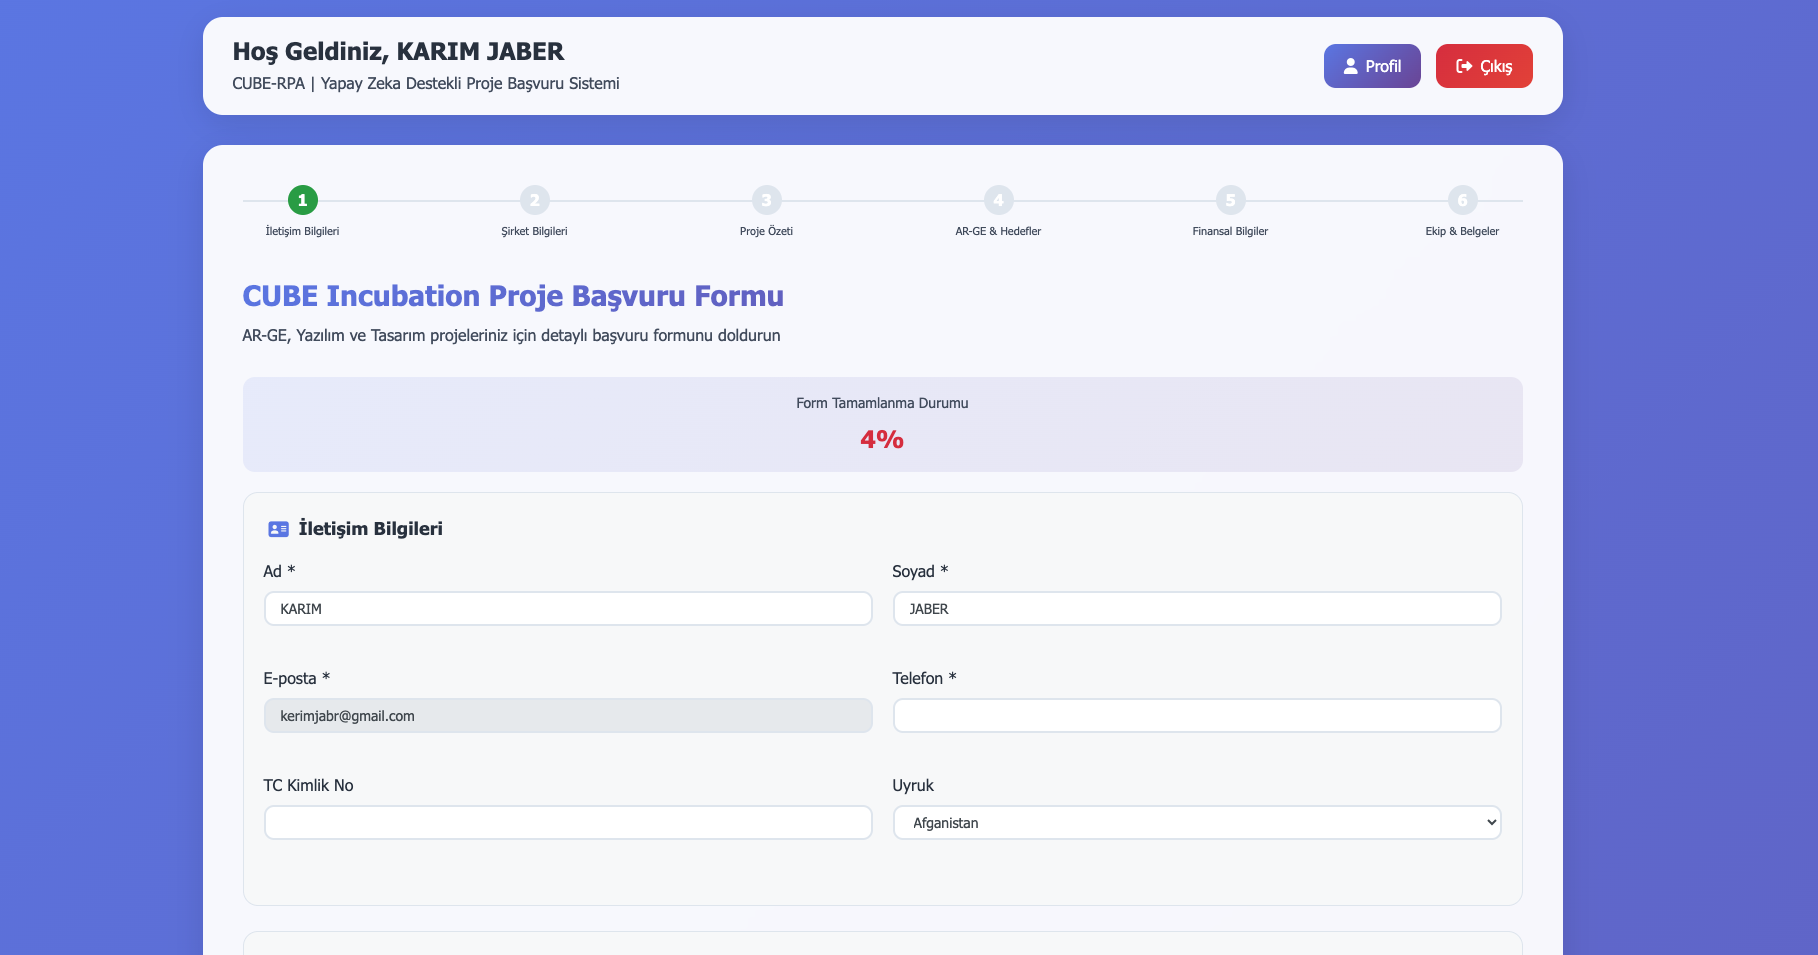 Hoş Geldiniz, KARIM JABER
CUBE-RPA | Yapay Zeka Destekli Proje Başvuru Sistemi
Profil
Çıkış
1
2
3
4
5
6
İletişim Bilgileri
Şirket Bilgileri
Proje Özeti
AR-GE & Hedefler
Finansal Bilgiler
Ekip & Belgeler
CUBE Incubation Proje Başvuru Formu
AR-GE, Yazılım ve Tasarım projeleriniz için detaylı başvuru formunu doldurun
Form Tamamlanma Durumu
4%
İletişim Bilgileri
Ad *
Soyad *
KARIM
JABER
E-posta *
Telefon *
kerimjabr@gmail.com
TC Kimlik No
Uyruk
Afganistan